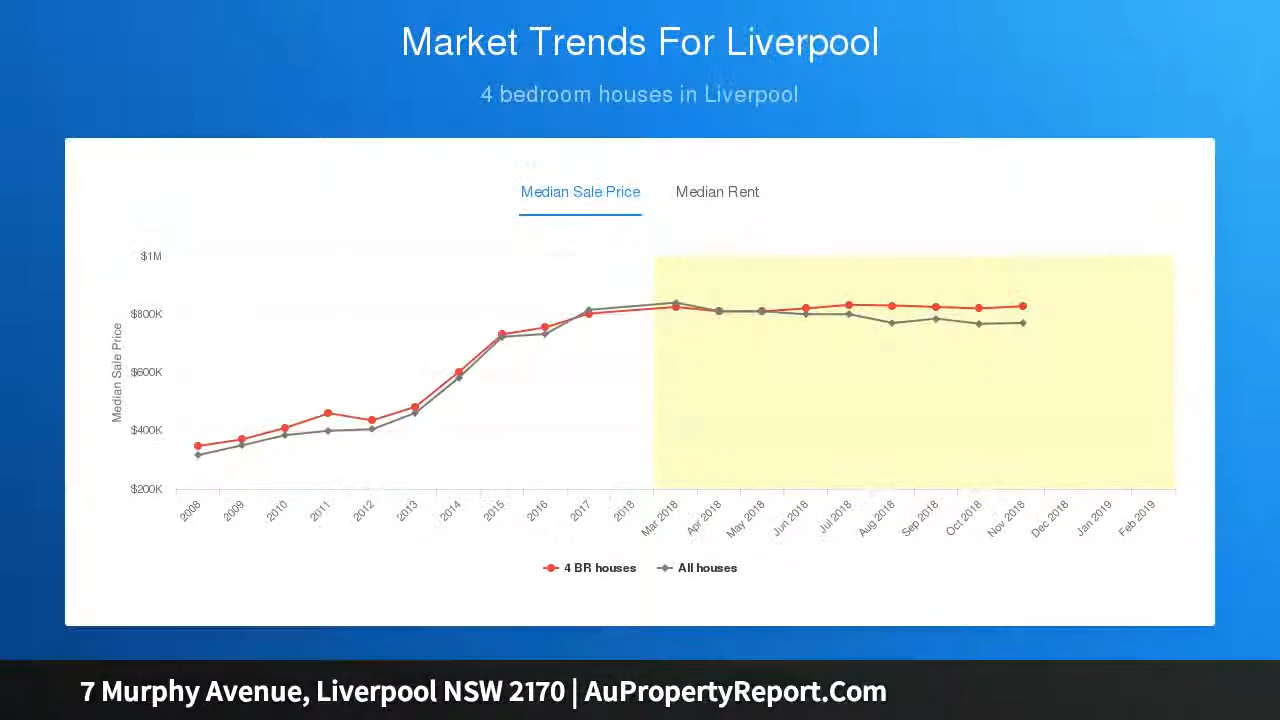 Market Trends For Liverpool
4 bedroom houses in Liverpool
Median Sale Price Median Rent
$1M
$800K
$600K
$400K
$200K
Median Sale Price
2008 2009 2010 2011 2012 2013 2014 2015 2016 2017 2018 Mar 2018 Apr 2018 May 2018 Jun 2018 Jul 2018 Aug 2018 Sep 2018 Oct 2018 Nov 2018 Dec 2018 Jan 2019 Feb 2019
4 BR houses All houses
7 Murphy Avenue, Liverpool NSW 2170 | AuPropertyReport.Com